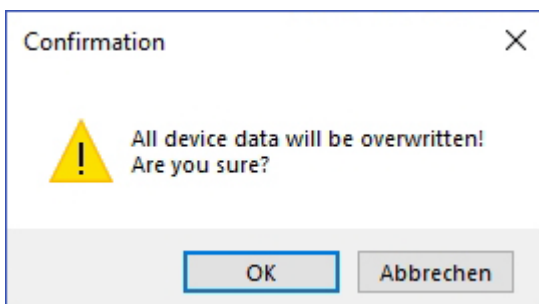 Confirmation
All device data will be overwritten!
Are you sure?
OK
Abbrechen